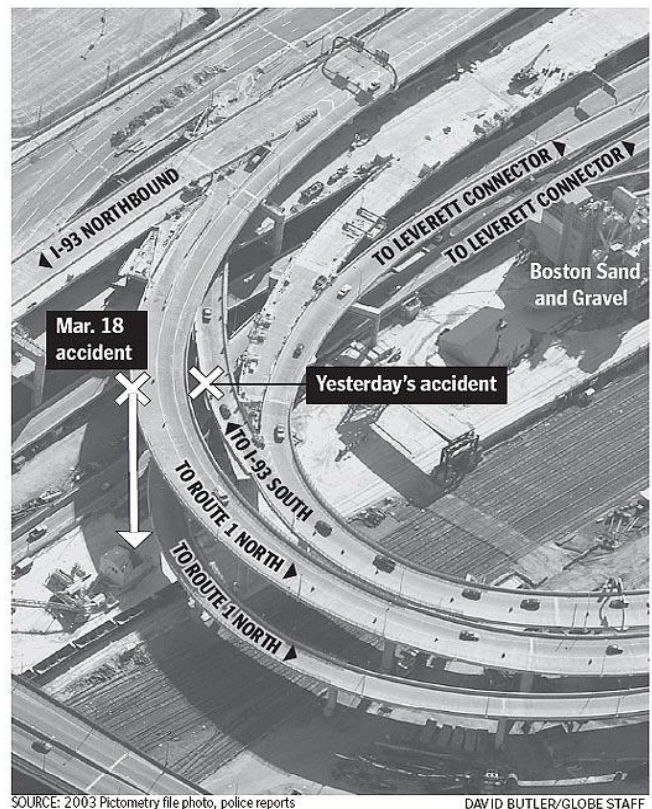 I-93 NORTHBOUND
TO LEVERETT CONNECTOR
TO LEVERETT CONNECTOR
Boston Sand
and Gravel
Mar. 18
accident
Yesterday's accident
TO I-93 SOUTH
TO ROUTE 1 NORTH
TO ROUTE 1 NORTH
SOURCE: 2003 Pictometry file photo, police reports
DAVID BUTLER/GLOBE STAFF